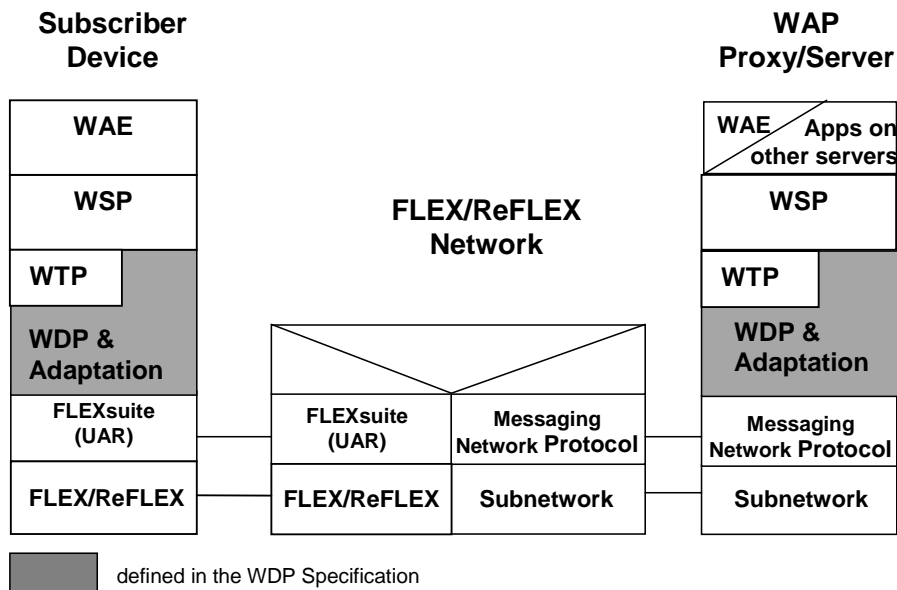 Subscriber
Device
WAP
Proxy/Server
WAE
WAE
Apps on
other servers
WSP
WSP
FLEX/ReFLEX
Network
WTP
WTP
WDP &
Adaptation
WDP &
Adaptation
FLEXsuite
(UAR)
FLEXsuite
(UAR)
Messaging
Network Protocol
Messaging
Network Protocol
FLEX/ReFLEX
FLEX/ReFLEX
Subnetwork
Subnetwork
defined in the WDP Specification